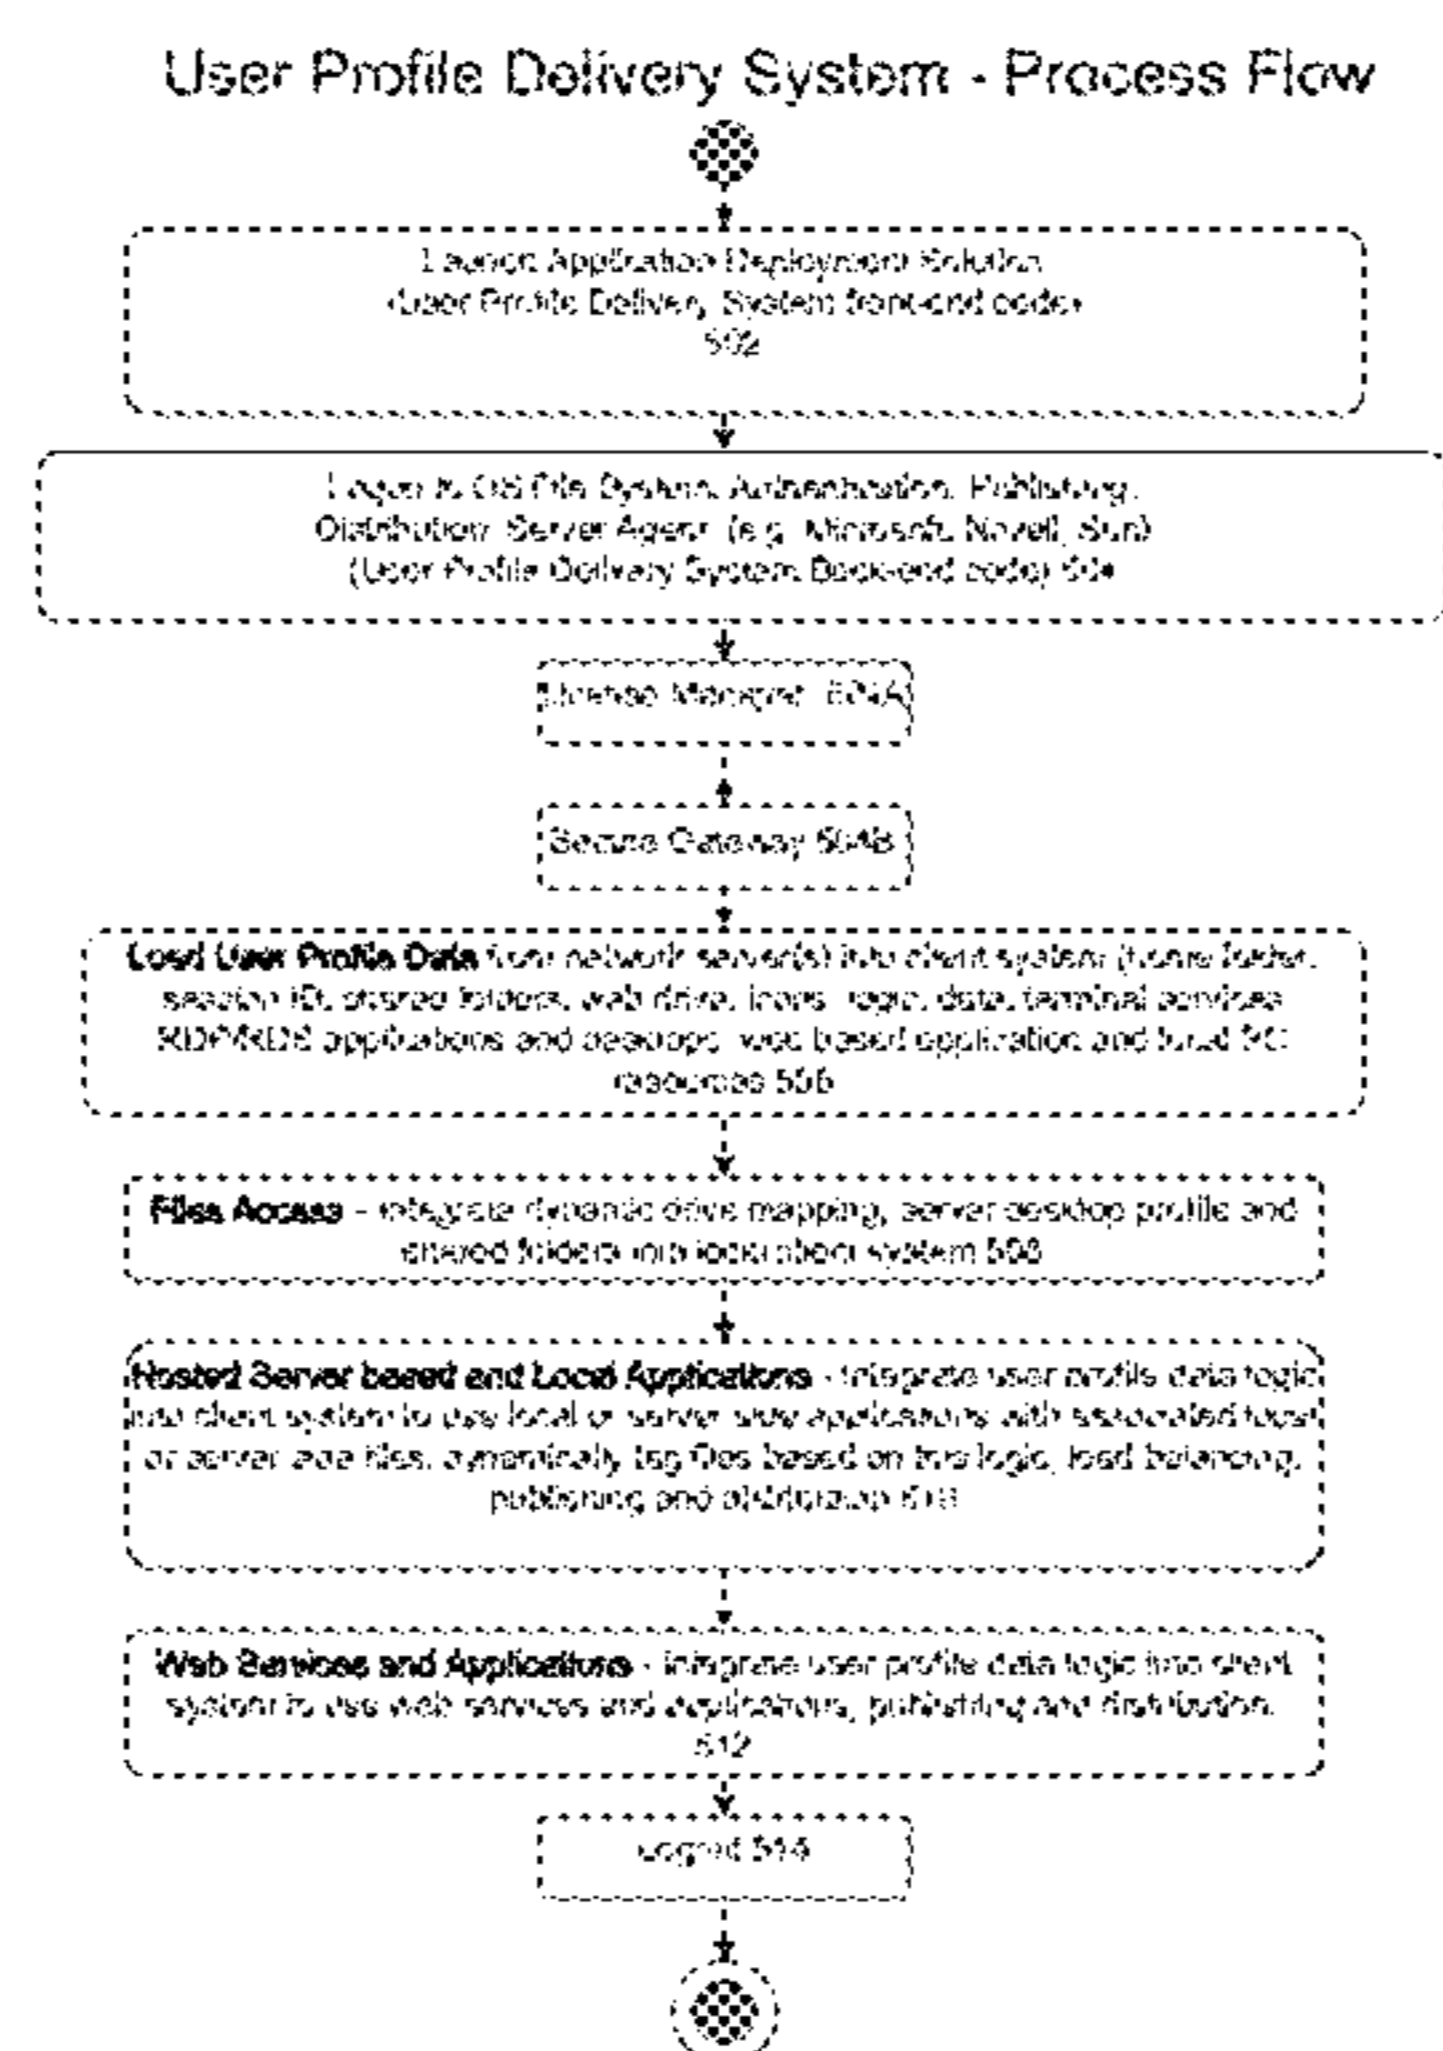 User Profile Delivery System - Process Flow
Launch Application Deployment Solution
(User Profile Delivery System front-end code)
502
Logon to OS File System, Authentication, Publishing,
Distribution Server Agent (e.g. Microsoft, Novell, Sun)
(User Profile Delivery System Back-end code) 504
License Manager 504A
Secure Gateway 504B
Load User Profile Data from network server(s) into client system (home folder,
session ID, shared folders, web drive, icons, logic, data, terminal services
applications and desktops, web based application and local PC
resources 506
Files Access - integrate dynamic drive mapping, server desktop profile and
shared folders into local client system 508
Hosted Server based and Local Applications - integrate user profile data logic
into client system to use local or server side applications with associated local
or server side files, dynamically tag files based on this logic, load balancing,
publishing and distribution 510
Web Services and Applications - integrate user profile data logic into client
system to use web services and applications, publishing and distribution.
512
Logout 514